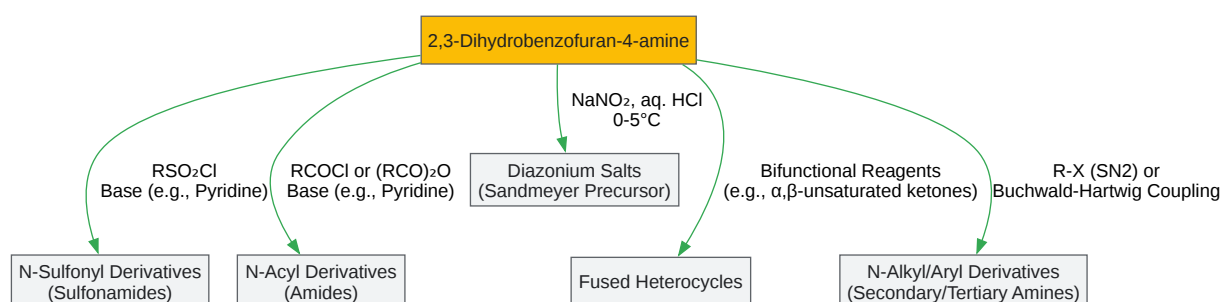 2,3-Dihydrobenzofuran-4-amine
NaNO₂, aq. HCl
0-5°C
RSO₂Cl
Base (e.g., Pyridine)
RCOCl or (RCO)₂O
Base (e.g., Pyridine)
Diazonium Salts
(Sandmeyer Precursor)
Bifunctional Reagents
(e.g., α,β-unsaturated ketones)
R-X (SN2) or
Buchwald-Hartwig Coupling
N-Sulfonyl Derivatives
(Sulfonamides)
N-Acyl Derivatives
(Amides)
Fused Heterocycles
N-Alkyl/Aryl Derivatives
(Secondary/Tertiary Amines)